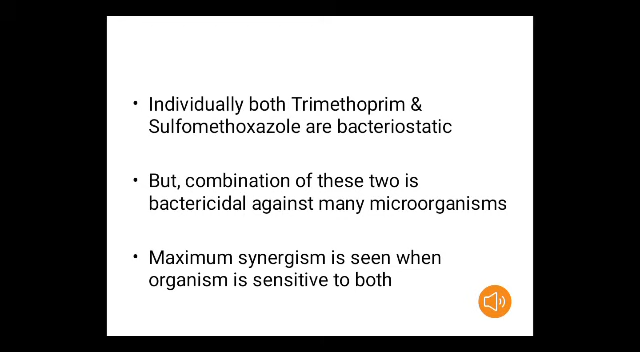 • Individually both Trimethoprim &
Sulfomethoxazole are bacteriostatic
• But, combination of these two is
bactericidal against many microorganisms
• Maximum synergism is seen when
organism is sensitive to both